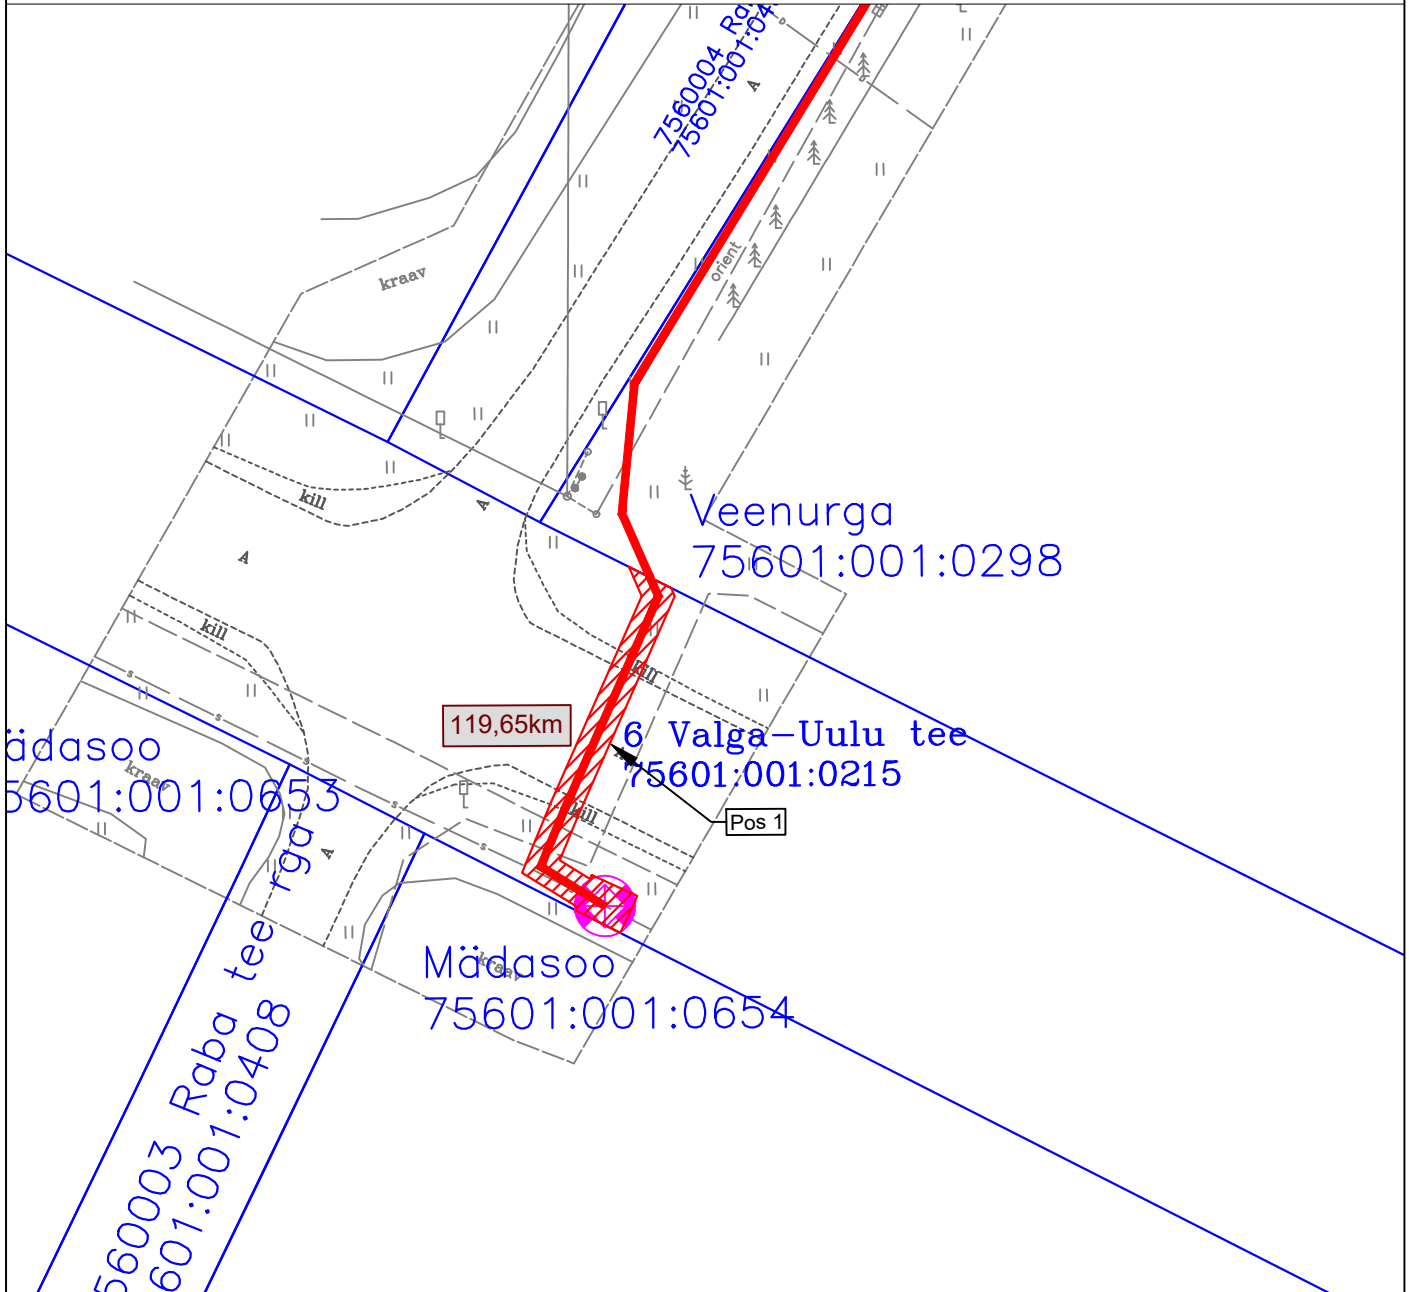 7560004
75601:001:04
A
kraav
orient
kill
A
A
Veenurga
75601:001:0298
kill
kill
119,65km
6 Valga-Uulu tee
75601:001:0215
ädasoo
5601:001:0653
kraav
kill
Pos 1
A
Mädasoo
75601:001:0654
kraav
560003 Raba tee rga
601:001:0408